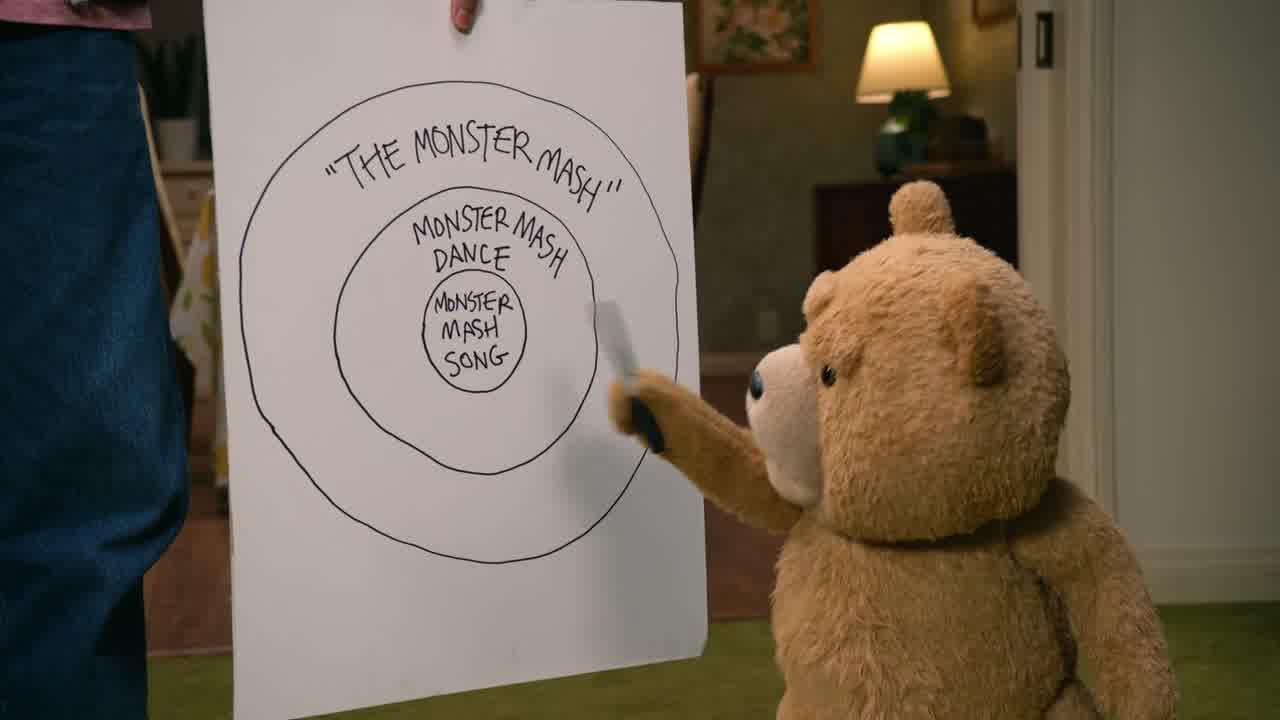 "THE MONSTER MASH"
MONSTER MASH
DANCE
MONSTER
MASH
SONG